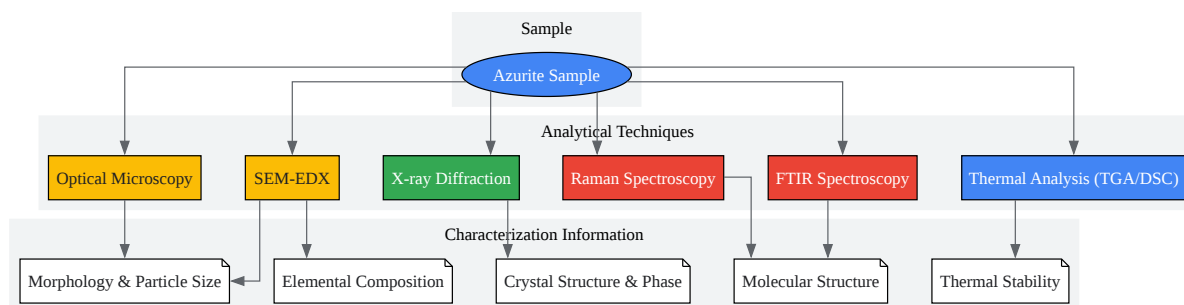 Sample
Azurite Sample
Analytical Techniques
Optical Microscopy
SEM-EDX
X-ray Diffraction
Raman Spectroscopy
FTIR Spectroscopy
Thermal Analysis (TGA/DSC)
Characterization Information
Morphology & Particle Size
Elemental Composition
Crystal Structure & Phase
Molecular Structure
Thermal Stability